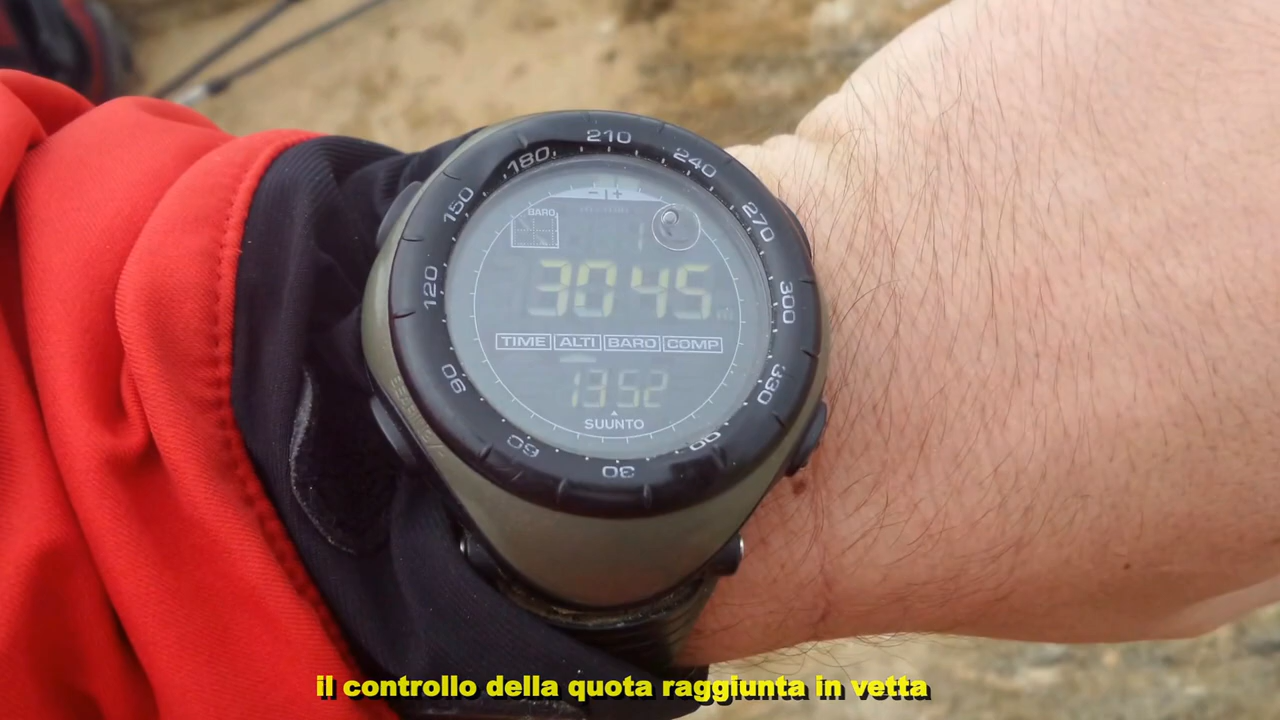 210
180 240
150 270
120 300
90 330
60 00
30
− | +
BARO
3045
TIME ALTI BARO COMP
13 52
SUUNTO
il controllo della quota raggiunta in vetta